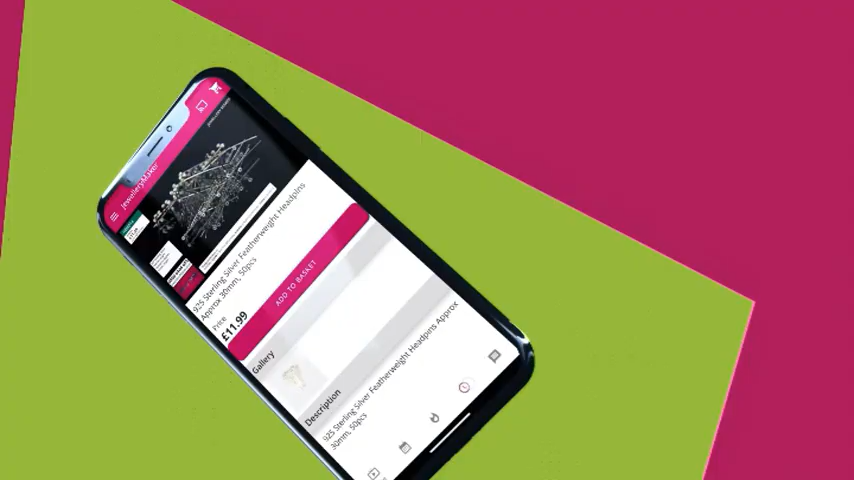 JewelleryMaker
925 Sterling Silver Featherweight Headpins
Approx 30mm, 50pcs
Price
£11.99
ADD TO BASKET
Gallery
Description
925 Sterling Silver Featherweight Headpins Approx
30mm, 50pcs